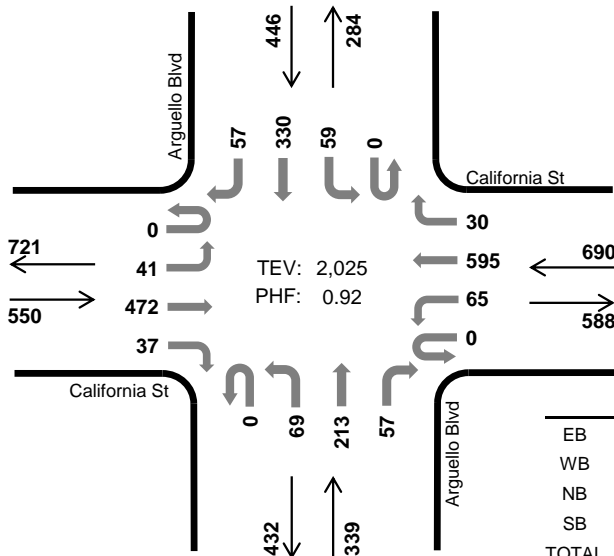 446
284
Arguello Blvd
57
330
59
0
California St
0
30
721
41
TEV: 2,025
595
690
550
472
PHF: 0.92
65
588
37
0
California St
0
69
213
57
Arguello Blvd
EB
WB
NB
SB
432
339
TOTAL